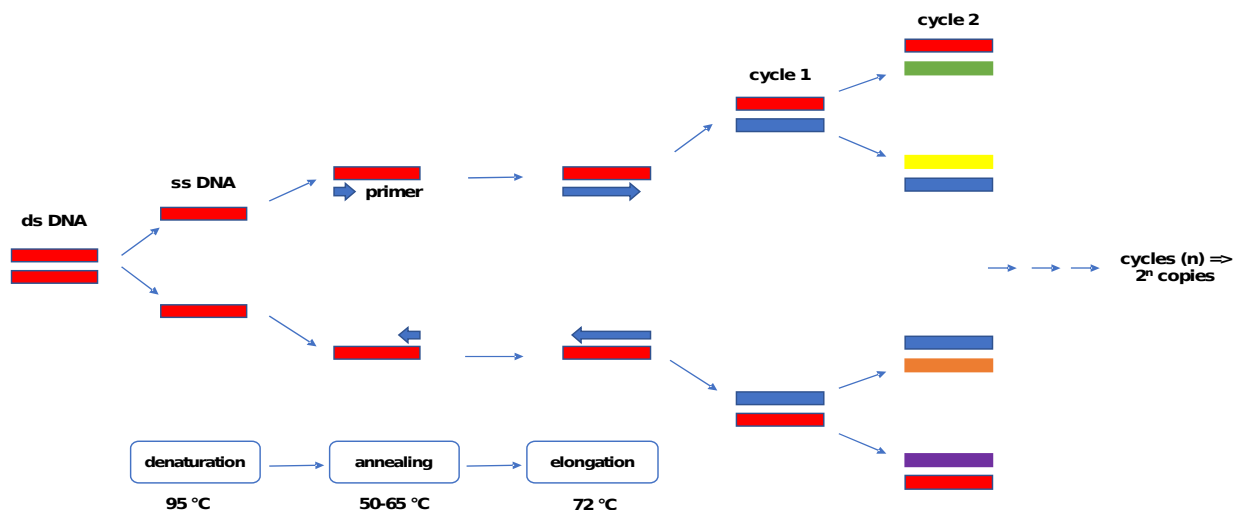 cycle 2
cycle 1
ss DNA
primer
ds DNA
cycles (n) =>
2ⁿ copies
denaturation
annealing
elongation
95 °C
50-65 °C
72 °C